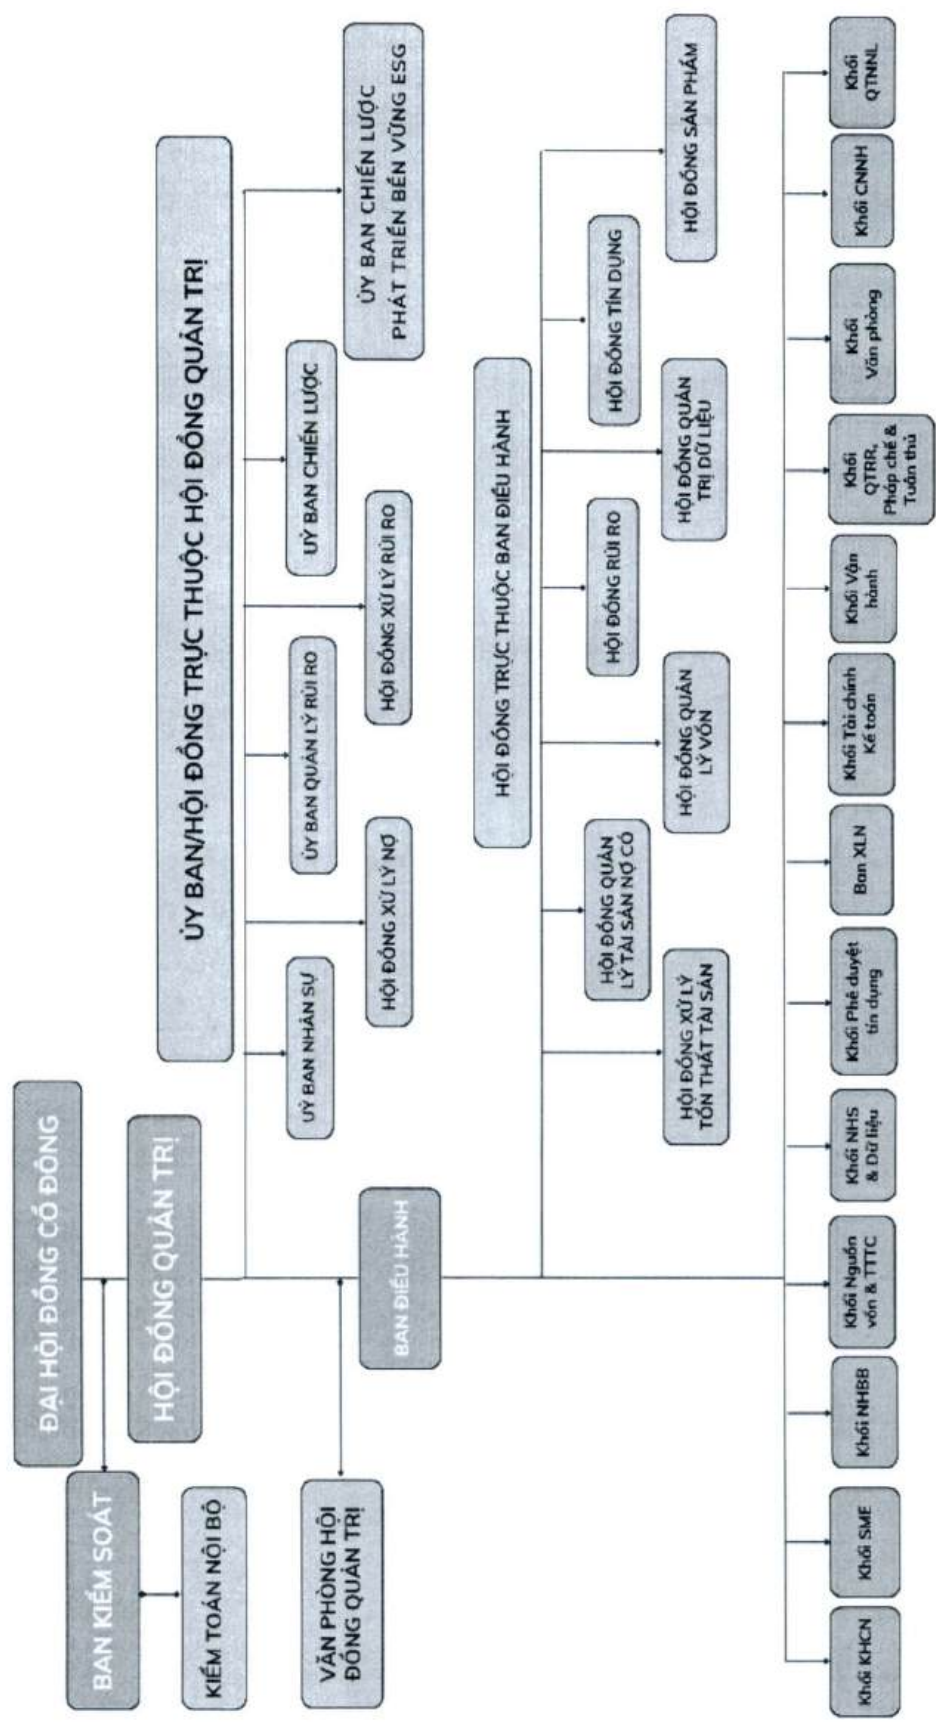 ĐẠI HỘI ĐỒNG CỔ ĐÔNG
BAN KIỂM SOÁT
HỘI ĐỒNG QUẢN TRỊ
KIỂM TOÁN NỘI BỘ
ỦY BAN/HỘI ĐỒNG TRỰC THUỘC HỘI ĐỒNG QUẢN TRỊ
UỶ BAN NHÂN SỰ
ỦY BAN QUẢN LÝ RỦI RO
UỶ BAN CHIẾN LƯỢC
HỘI ĐỒNG XỬ LÝ NỢ
HỘI ĐỒNG XỬ LÝ RỦI RO
ỦY BAN CHIẾN LƯỢC
PHÁT TRIỂN BỀN VỮNG ESG
VĂN PHÒNG HỘI
ĐỒNG QUẢN TRỊ
BAN ĐIỀU HÀNH
HỘI ĐỒNG TRỰC THUỘC BAN ĐIỀU HÀNH
HỘI ĐỒNG QUẢN
LÝ TÀI SẢN NỢ CÓ
HỘI ĐỒNG RỦI RO
HỘI ĐỒNG TÍN DỤNG
HỘI ĐỒNG XỬ LÝ
TỔN THẤT TÀI SẢN
HỘI ĐỒNG QUẢN
LÝ VỐN
HỘI ĐỒNG QUẢN
TRỊ DỮ LIỆU
HỘI ĐỒNG SẢN PHẨM
Khối KHCN
Khối SME
Khối NHBB
Khối Nguồn
vốn & TTTC
Khối NHS
& Dữ liệu
Khối Phê duyệt
tín dụng
Ban XLN
Khối Tài chính
Kế toán
Khối Vận
hành
Khối
QTRR,
Pháp chế &
Tuân thủ
Khối
Văn phòng
Khối CNNH
Khối
QTNNL